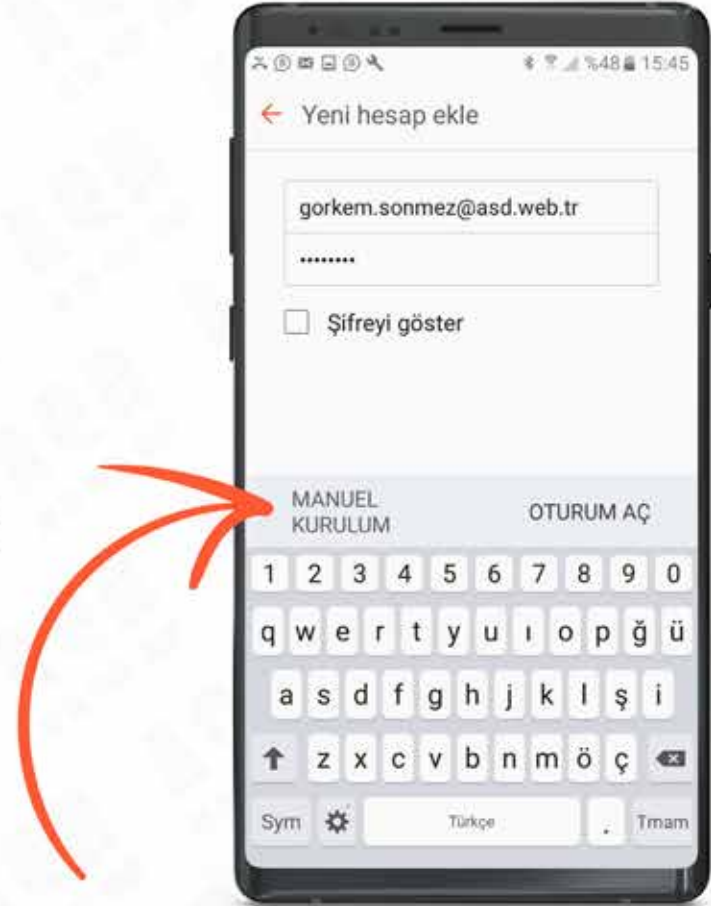 %48 15:45
Yeni hesap ekle
gorkem.sonmez@asd.web.tr
........
Şifreyi göster
MANUEL
KURULUM
OTURUM AÇ
1 2 3 4 5 6 7 8 9 0
q w e r t y u ı o p ğ ü
a s d f g h j k l ş i
z x c v b n m ö ç
Sym Türkçe . Tmam